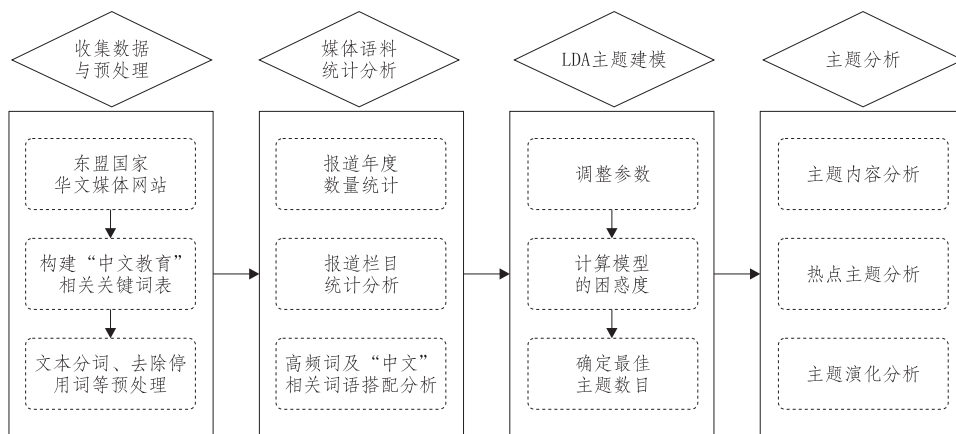 收集数据
与预处理
东盟国家
华文媒体网站
构建“中文教育”
相关关键词表
文本分词、去除停
用词等预处理
媒体语料
统计分析
报道年度
数量统计
报道栏目
统计分析
高频词及“中文”
相关词语搭配分析
LDA主题建模
调整参数
计算模型
的困惑度
确定最佳
主题数目
主题分析
主题内容分析
热点主题分析
主题演化分析